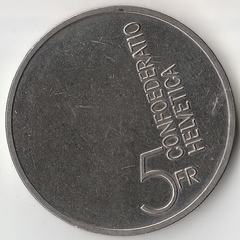 CONFOEDERATIO
HELVETICA
5 FR